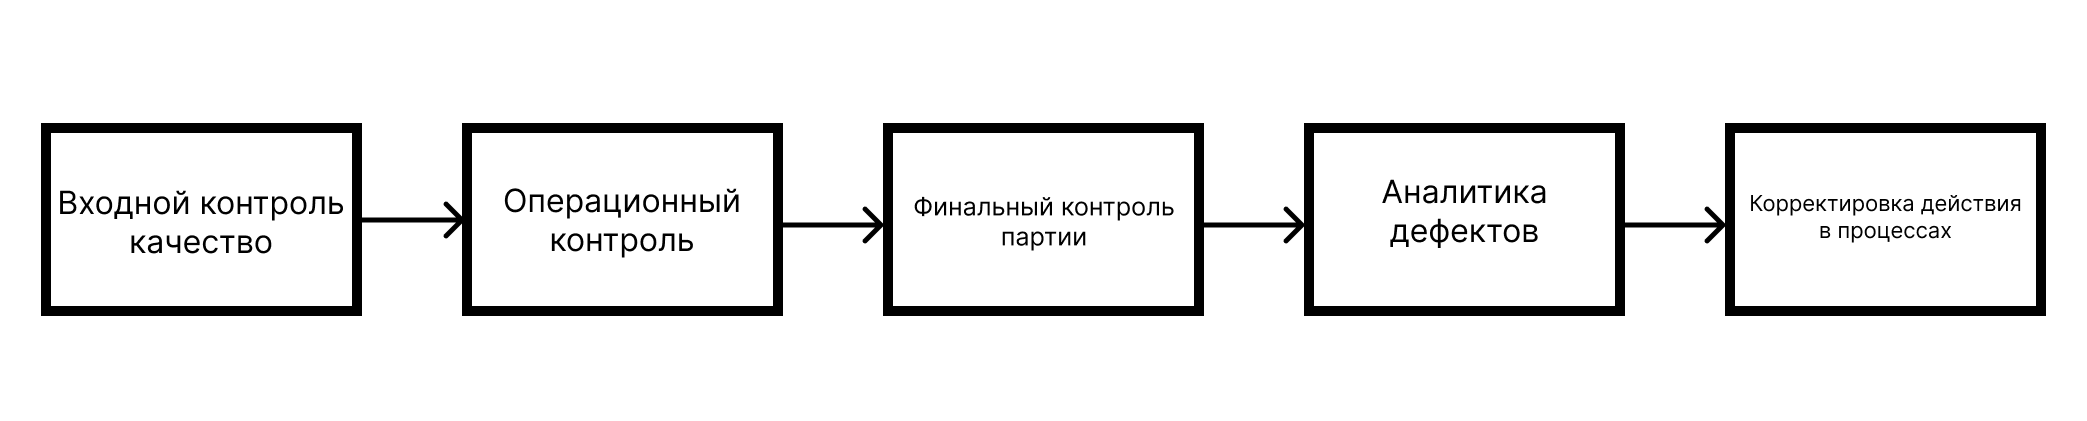 Входной контроль
качество
Операционный
контроль
Финальный контроль
партии
Аналитика
дефектов
Корректировка действия
в процессах